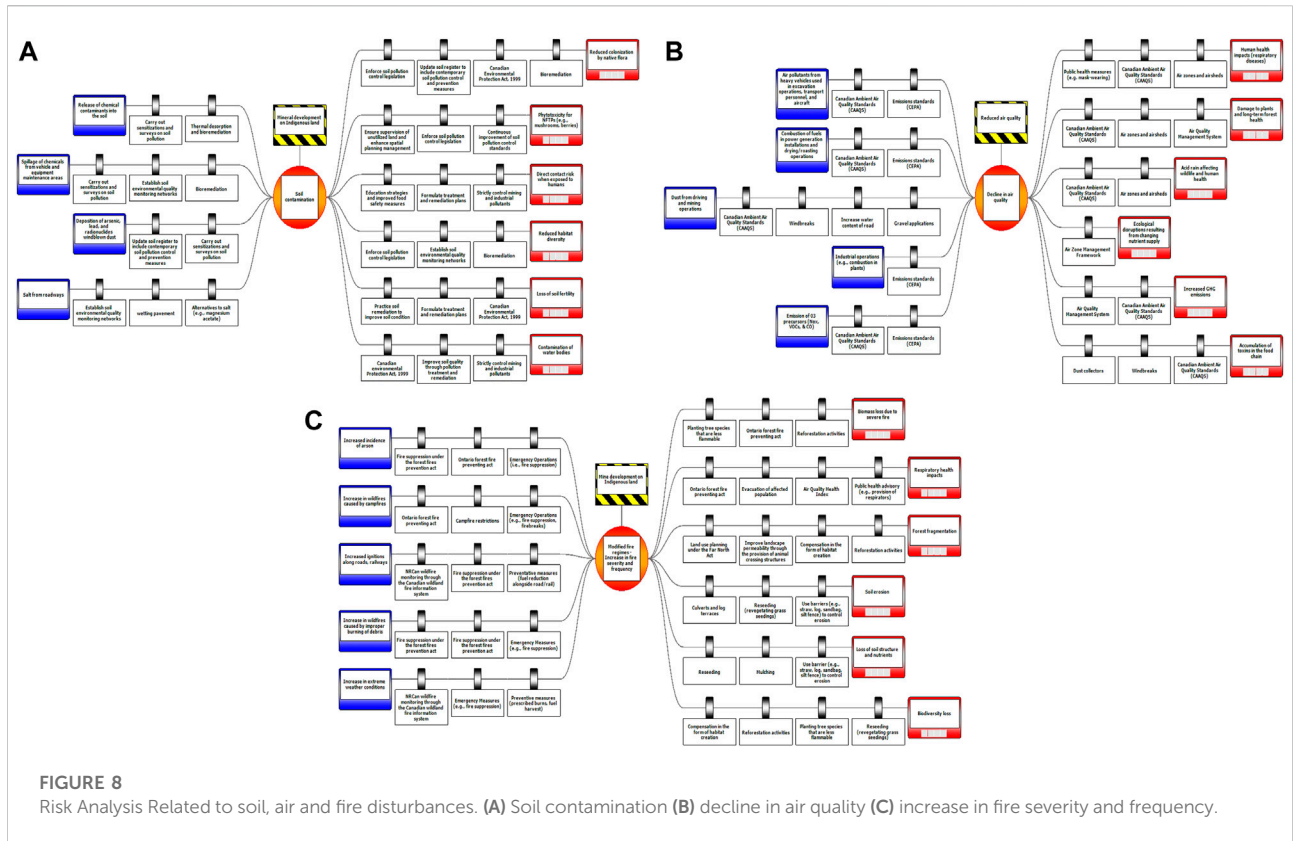 A
Mineral development
on Indigenous land
Soil
contamination
Release of chemical
contaminants into
the soil
Carry out
sensitizations and
surveys on soil
pollution
Thermal desorption
and bioremediation
Spillage of chemicals
from vehicle and
equipment
maintenance areas
Carry out
sensitizations and
surveys on soil
pollution
Establish soil
environmental quality
monitoring networks
Bioremediation
Deposition of arsenic,
lead, and
radionuclides
windblown dust
Update soil register to
include contemporary
soil pollution control
and prevention
measures
Carry out
sensitizations and
surveys on soil
pollution
Salt from roadways
Establish soil
environmental quality
monitoring networks
wetting pavement
Alternatives to salt
(e.g., magnesium
acetate)
Enforce soil pollution
control legislation
Update soil register to
include contemporary
soil pollution control
and prevention
measures
Canadian
Environmental
Protection Act, 1999
Bioremediation
Reduced colonization
by native flora
Ensure supervision of
unutilized land and
enhance spatial
planning management
Enforce soil pollution
control legislation
Continuous
improvement of soil
pollution control
standards
Phytotoxicity for
NFTPs (e.g.,
mushrooms, berries)
Education strategies
and improved food
safety measures
Formulate treatment
and remediation plans
Strictly control mining
and industrial
pollutants
Direct contact risk
when exposed to
humans
Enforce soil pollution
control legislation
Establish soil
environmental quality
monitoring networks
Bioremediation
Reduced habitat
diversity
Practice soil
remediation to
improve soil condition
Formulate treatment
and remediation plans
Canadian
Environmental
Protection Act, 1999
Loss of soil fertility
Canadian
environmental
Protection Act, 1999
Improve soil quality
through pollution
treatment and
remediation
Strictly control mining
and industrial
pollutants
Contamination of
water bodies
B
Reduced air quality
Decline in air
quality
Air pollutants from
heavy vehicles used in
excavation
operations, transport
personnel, and
aircraft
Canadian Ambient Air
Quality Standards
(CAAQS)
Emissions standards
(CEPA)
Combustion of fuels
in power generation
installations and
drying/roasting
operations
Canadian Ambient Air
Quality Standards
(CAAQS)
Emissions standards
(CEPA)
Dust from driving and
mining operations
Canadian Ambient Air
Quality Standards
(CAAQS)
Windbreaks
Increase water
content of road
Gravel applications
Industrial operations
(e.g., combustion in
plants)
Emissions standards
(CEPA)
Emission of O3
precursors (Nox,
VOCs, & CO)
Canadian Ambient Air
Quality Standards
(CAAQS)
Emissions standards
(CEPA)
Public health measures
(e.g. mask-wearing)
Canadian Ambient Air
Quality Standards
(CAAQS)
Air zones and airsheds
Human health
impacts (respiratory
diseases)
Canadian Ambient Air
Quality Standards
(CAAQS)
Air zones and airsheds
Air Quality
Management System
Damage to plants
and long-term forest
health
Canadian Ambient Air
Quality Standards
(CAAQS)
Air zones and airsheds
Acid rain affecting
wildlife and human
health
Air Zone Management
Framework
Ecological
disruptions resulting
from changing
nutrient supply
Air Quality
Management System
Canadian Ambient Air
Quality Standards
(CAAQS)
Increased GHG
emissions
Dust collectors
Windbreaks
Canadian Ambient Air
Quality Standards
(CAAQS)
Accumulation of
toxins in the food
chain
C
Mine development on
Indigenous land
Modified fire
regimes -
Increase in fire
severity and
frequency
Increased incidence
of arson
Fire suppression under
the forest fires
prevention act
Ontario forest fire
preventing act
Emergency Operations
(i.e., fire suppression)
Increase in wildfires
caused by campfires
Ontario forest fire
preventing act
Campfire restrictions
Emergency Operations
(e.g., fire suppression,
firebreaks)
Increased ignitions
along roads, railways
NRCan wildfire
monitoring through
the Canadian wildland
fire information
system
Fire suppression under
the forest fires
prevention act
Preventative measures
(fuel reduction
alongside road/rail)
Increase in wildfires
caused by improper
burning of debris
Fire suppression under
the forest fires
prevention act
Fire suppression under
the forest fires
prevention act
Emergency Measures
(e.g., fire suppression)
Increase in extreme
weather conditions
NRCan wildfire
monitoring through
the Canadian wildland
fire information
system
Emergency Measures
(e.g., fire suppression)
Preventive measures
(prescribed burns, fuel
harvest)
Planting tree species
that are less
flammable
Ontario forest fire
preventing act
Reforestation activities
Biomass loss due to
severe fire
Ontario forest fire
preventing act
Evacuation of affected
population
Air Quality Health
Index
Public health advisory
(e.g., provision of
respirators)
Respiratory health
impacts
Land use planning
under the Far North
Act
Improve landscape
permeability through
the provision of animal
crossing structures
Compensation in the
form of habitat
creation
Reforestation activities
Forest fragmentation
Culverts and log
terraces
Reseeding
(revegetating grass
seedings)
Use barriers (e.g.,
straw, log, sandbag,
silt fence) to control
erosion
Soil erosion
Reseeding
Mulching
Use barrier (e.g.,
straw, log, sandbag,
silt fence) to control
erosion
Loss of soil structure
and nutrients
Compensation in the
form of habitat
creation
Reforestation activities
Planting tree species
that are less
flammable
Reseeding
(revegetating grass
seedings)
Biodiversity loss
FIGURE 8
Risk Analysis Related to soil, air and fire disturbances. (A) Soil contamination (B) decline in air quality (C) increase in fire severity and frequency.